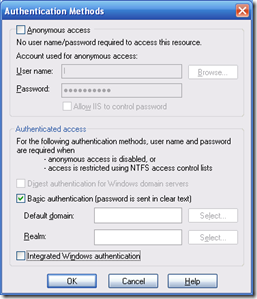 Authentication Methods
Anonymous access
No user name/password required to access this resource.
Account used for anonymous access:
User name:
Browse...
Password:
••••••••••
Allow IIS to control password
Authenticated access
For the following authentication methods, user name and password
are required when
- anonymous access is disabled, or
- access is restricted using NTFS access control lists
Digest authentication for Windows domain servers
Basic authentication (password is sent in clear text)
Default domain:
Select...
Realm:
Select...
Integrated Windows authentication
OK
Cancel
Help